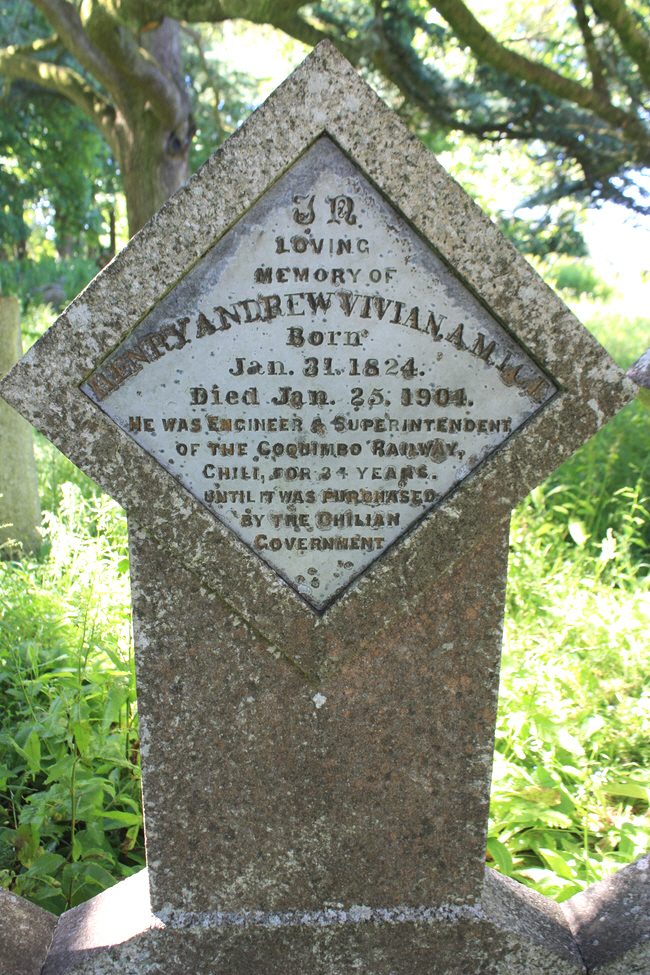 In
LOVING
MEMORY OF
HENRY ANDREW VIVIAN, A.M.I.C.E.
Born
Jan. 31. 1824.
Died Jan. 25. 1904.
HE WAS ENGINEER & SUPERINTENDENT
OF THE COQUIMBO RAILWAY,
CHILI, FOR 34 YEARS.
UNTIL IT WAS PURCHASED
BY THE CHILIAN
GOVERNMENT